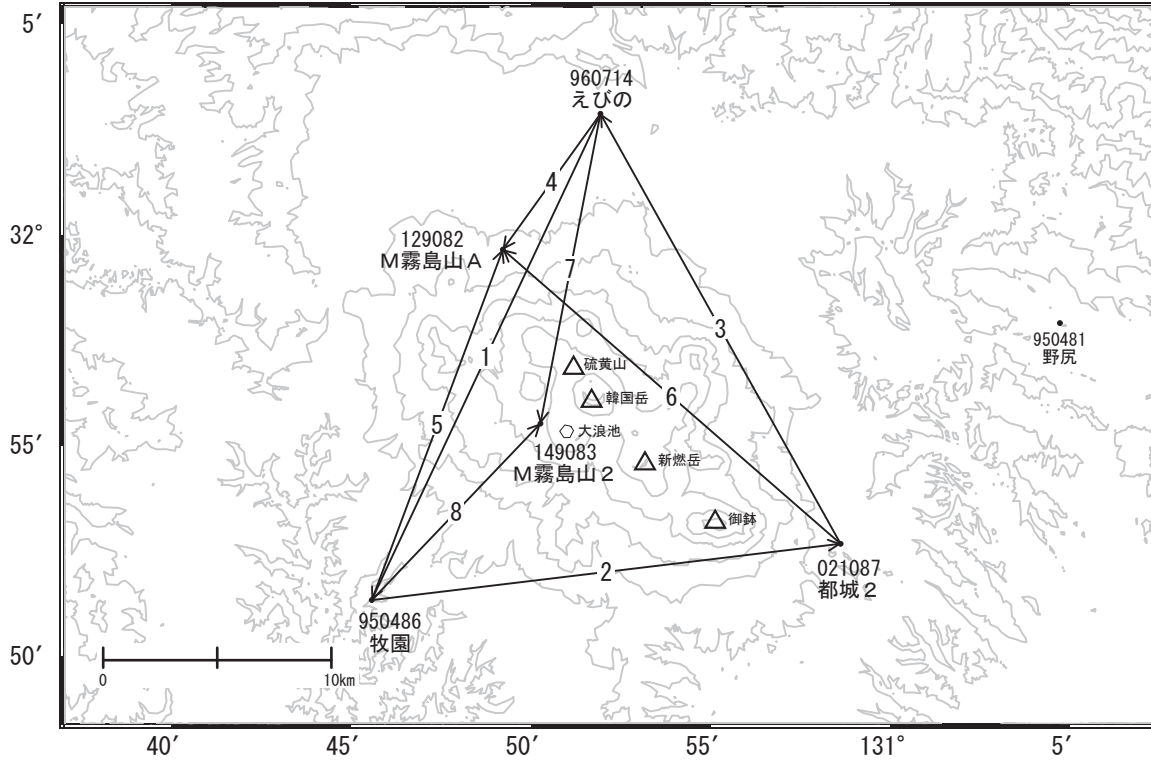 5′
960714
えびの
4
32°
129082
M霧島山A
7
3
950481
野尻
1
硫黄山
韓国岳
6
5
大浪池
55′
149083
M霧島山2
新燃岳
8
御鉢
021087
都城2
2
950486
牧園
50′
0
10km
40′
45′
50′
55′
131°
5′